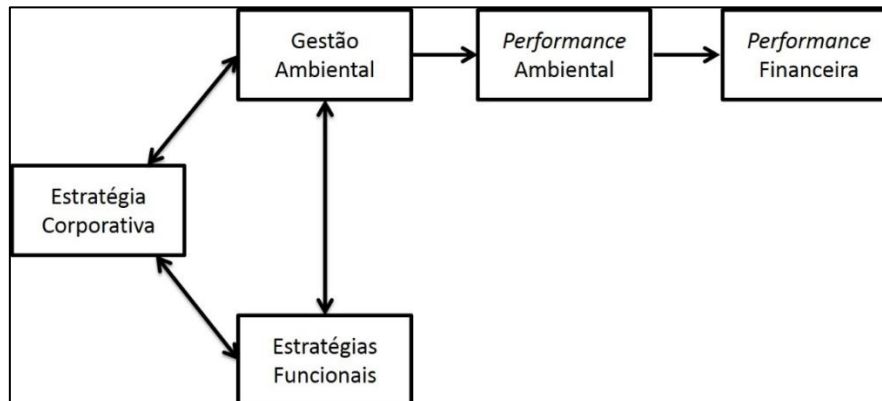 Gestão
Ambiental
Performance
Ambiental
Performance
Financeira
Estratégia
Corporativa
Estratégias
Funcionais